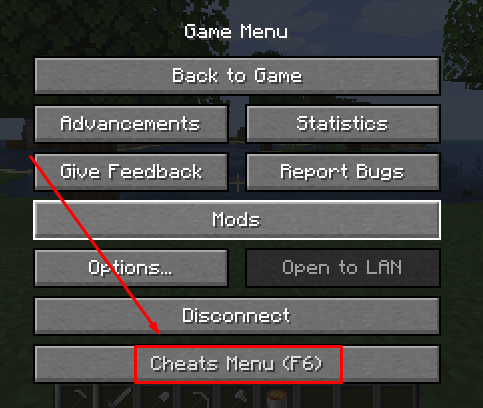 Game Menu
Back to Game
Advancements Statistics
Give Feedback Report Bugs
Mods
Options... Open to LAN
Disconnect
Cheats Menu (F6)